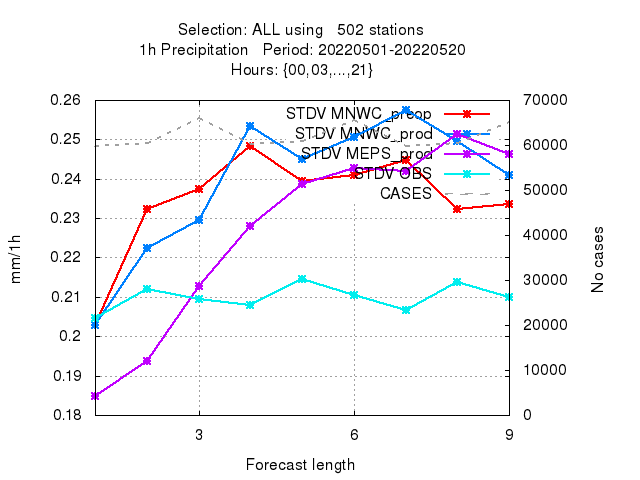 Selection: ALL using 502 stations
1h Precipitation Period: 20220501-20220520
Hours: {00,03,...,21}
STDV MNWC_preop
STDV MNWC_prod
STDV MEPS_prod
STDV OBS
CASES
0.26
0.25
0.24
0.23
0.22
0.21
0.2
0.19
0.18
mm/1h
70000
60000
50000
40000
30000
20000
10000
0
No cases
3 6 9
Forecast length